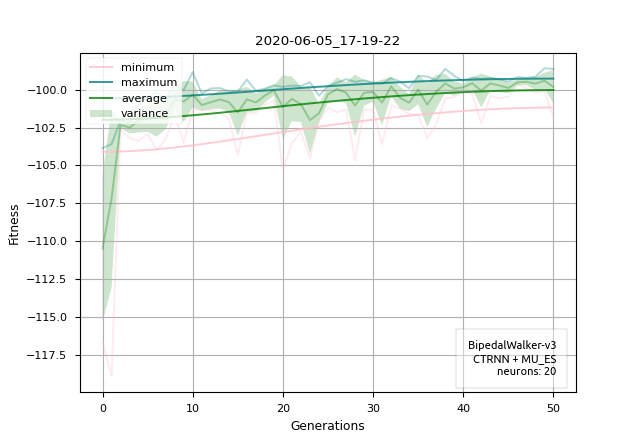 2020-06-05_17-19-22
minimum
maximum
average
variance
−100.0
−102.5
−105.0
−107.5
−110.0
−112.5
−115.0
−117.5
Fitness
BipedalWalker-v3
CTRNN + MU_ES
neurons: 20
0 10 20 30 40 50
Generations